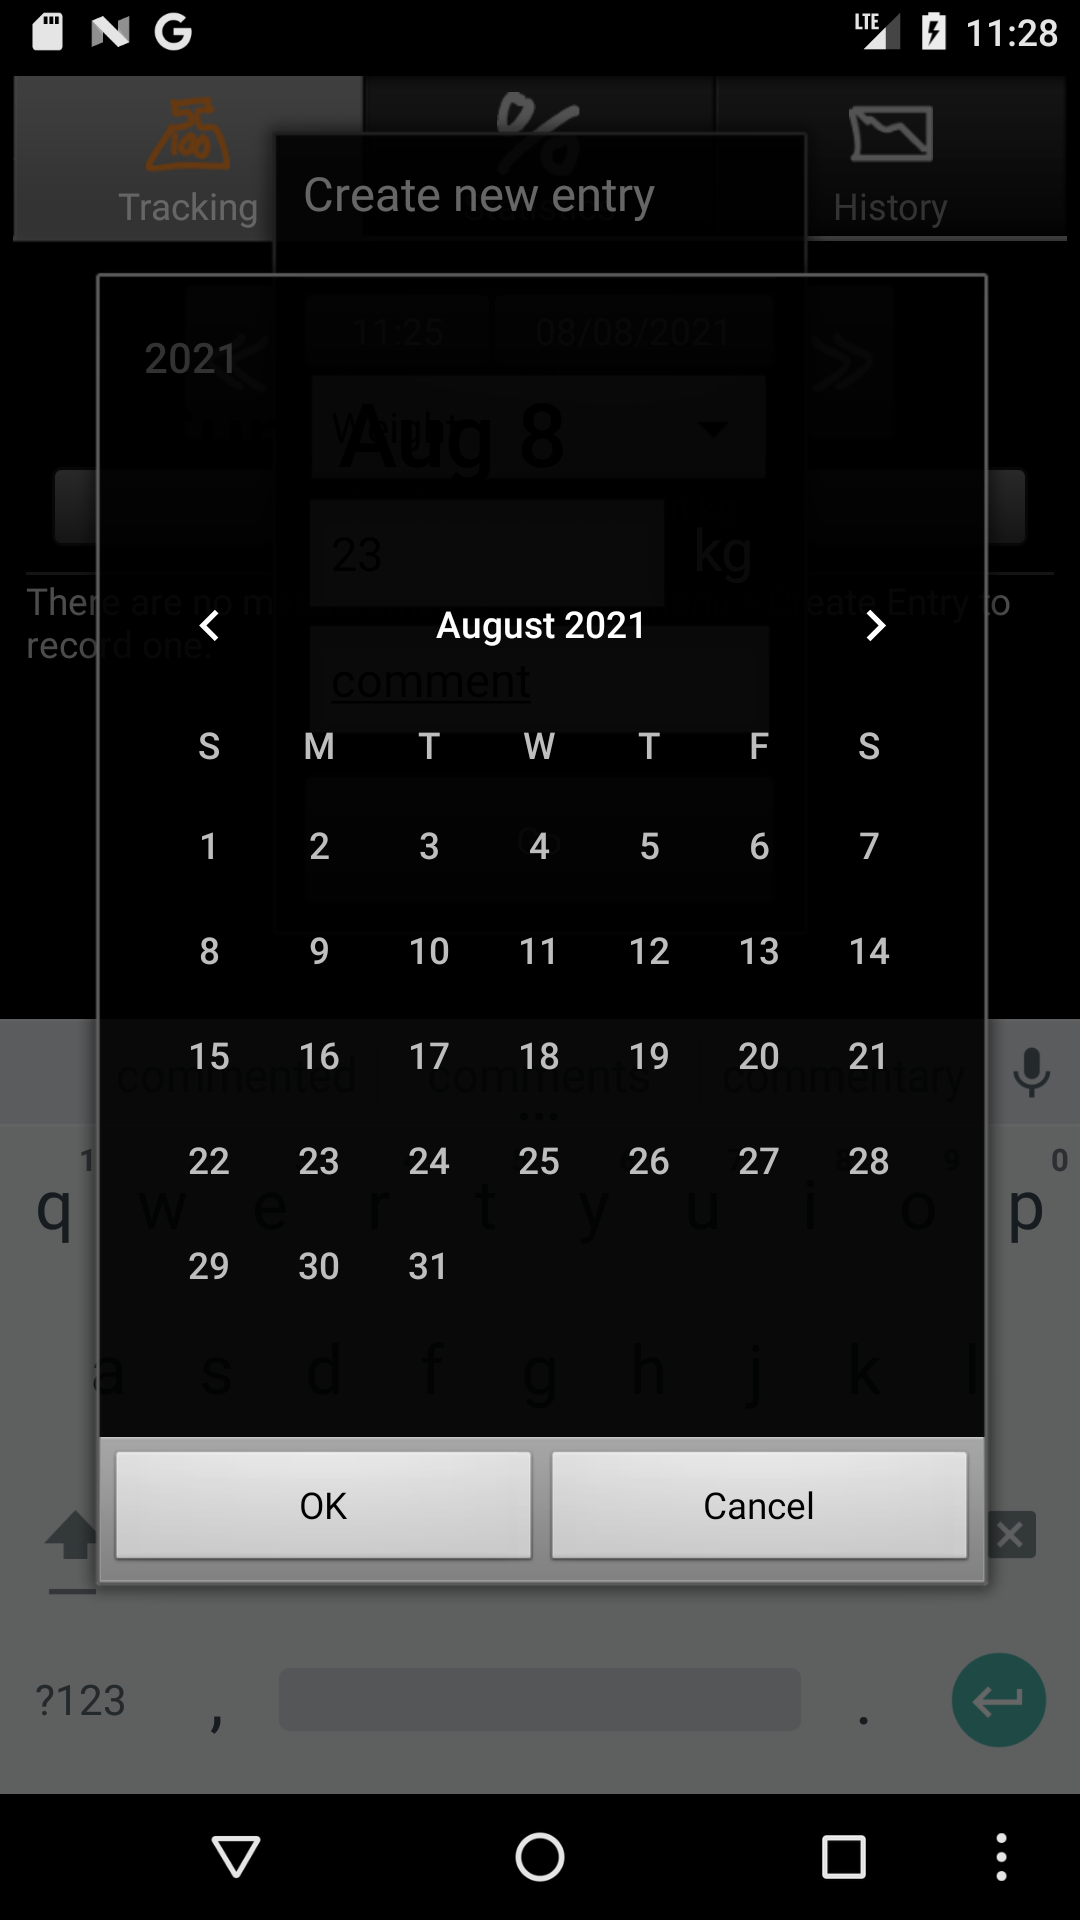 LTE 11:28
50
100
Tracking
Create new entry
History
11:25 08/08/2021
2021
Weight
Aug 8
23 kg
There are no m eate Entry to
record one.
August 2021
comment
S M T W T F S
1 2 3 4 5 6 7
8 9 10 11 12 13 14
15 16 17 18 19 20 21
commented comments commentary
22 23 24 25 26 27 28
1 9 0
q w e r t y u i o p
29 30 31
a s d f g h j k l
OK Cancel
?123 , .